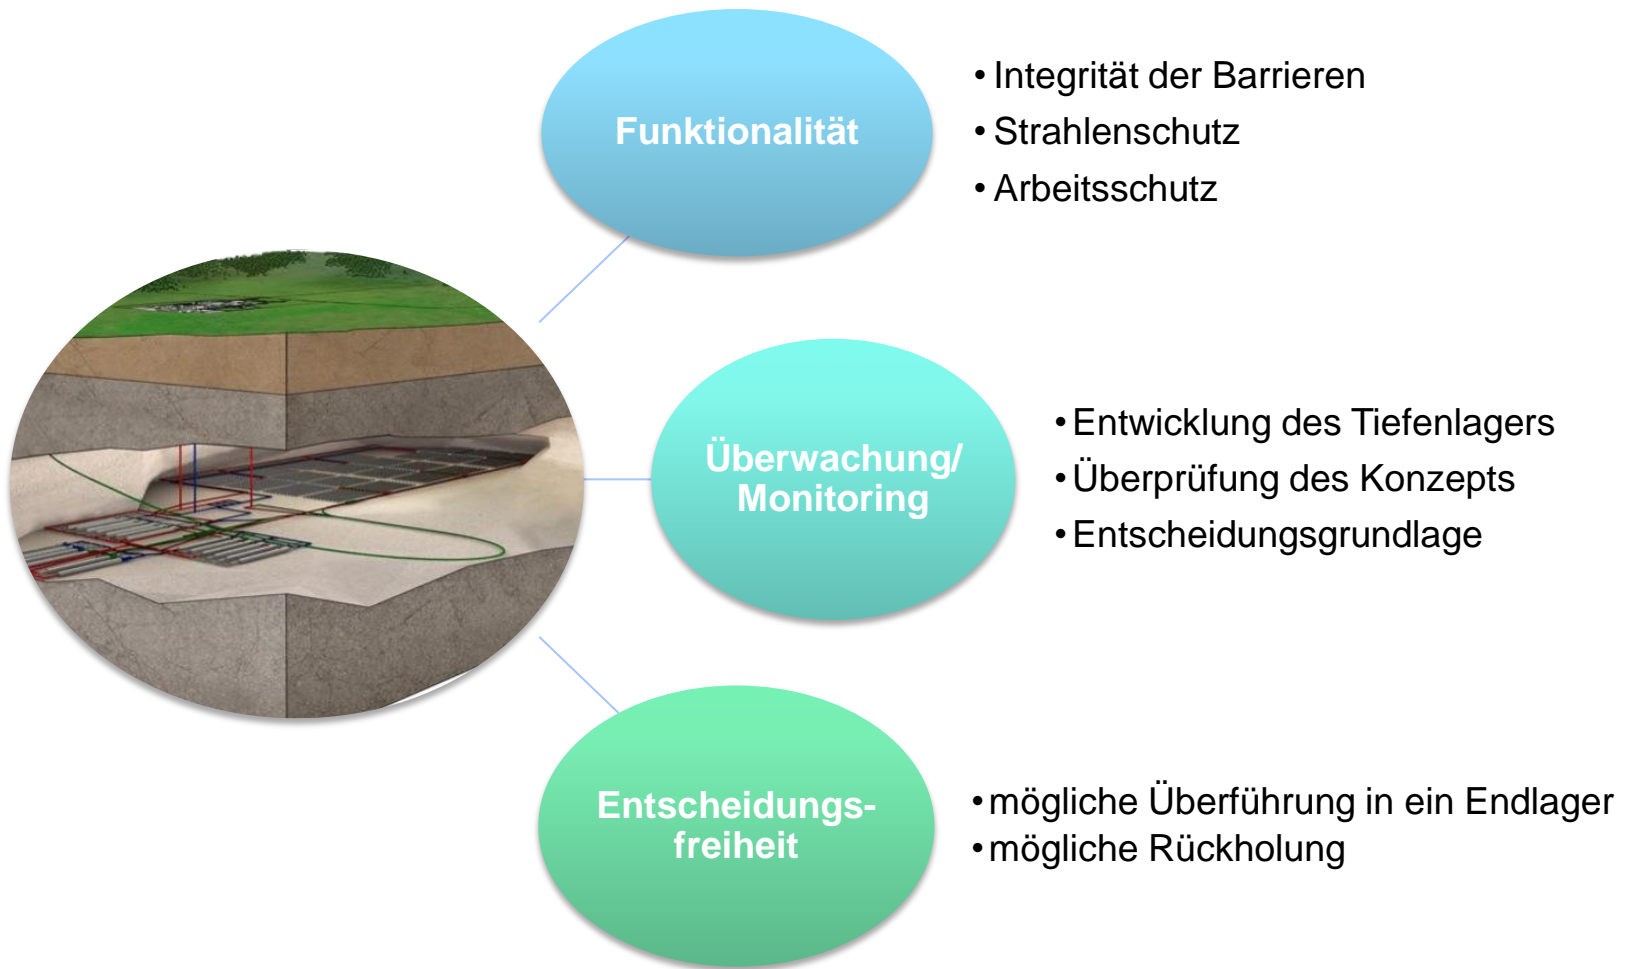 Funktionalität
• Integrität der Barrieren
• Strahlenschutz
• Arbeitsschutz
Überwachung/
Monitoring
• Entwicklung des Tiefenlagers
• Überprüfung des Konzepts
• Entscheidungsgrundlage
Entscheidungs-
freiheit
• mögliche Überführung in ein Endlager
• mögliche Rückholung